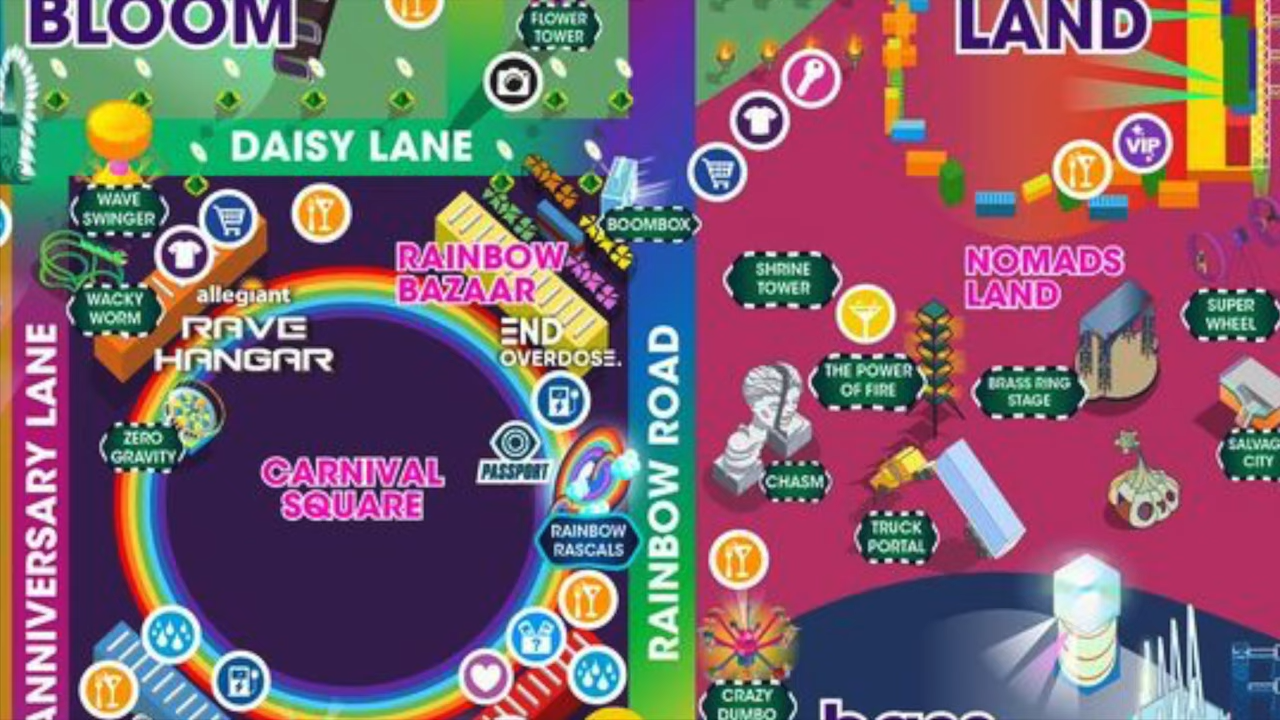 BLOOM
FLOWER
TOWER
LAND
DAISY LANE
VIP
WAVE
SWINGER
BOOMBOX
RAINBOW
BAZAAR
NOMADS
LAND
SHRINE
TOWER
WACKY
WORM
allegiant
RAVE
HANGAR
END
OVERDOSE.
SUPER
WHEEL
THE POWER
OF FIRE
BRASS RING
STAGE
ANNIVERSARY LANE
RAINBOW ROAD
ZERO
GRAVITY
CARNIVAL
SQUARE
PASSPORT
CHASM
SALVAG
CITY
RAINBOW
RASCALS
TRUCK
PORTAL
?
CRAZY
DUMBO